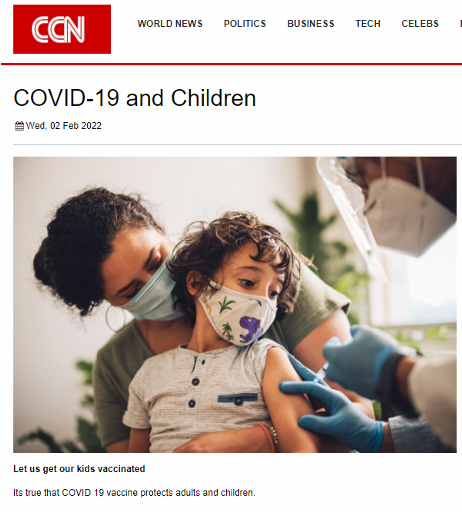 CCN
WORLD NEWS POLITICS BUSINESS TECH CELEBS
COVID-19 and Children
Wed, 02 Feb 2022
Let us get our kids vaccinated
Its true that COVID 19 vaccine protects adults and children.